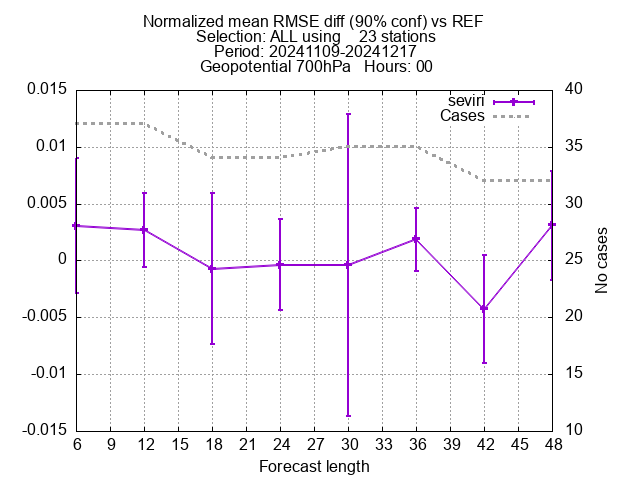 Normalized mean RMSE diff (90% conf) vs REF
Selection: ALL using    23 stations
Period: 20241109-20241217
Geopotential 700hPa   Hours: 00
seviri
Cases
0.015
0.01
0.005
0
-0.005
-0.01
-0.015
40
35
30
25
20
15
10
No cases
6 9 12 15 18 21 24 27 30 33 36 39 42 45 48
Forecast length